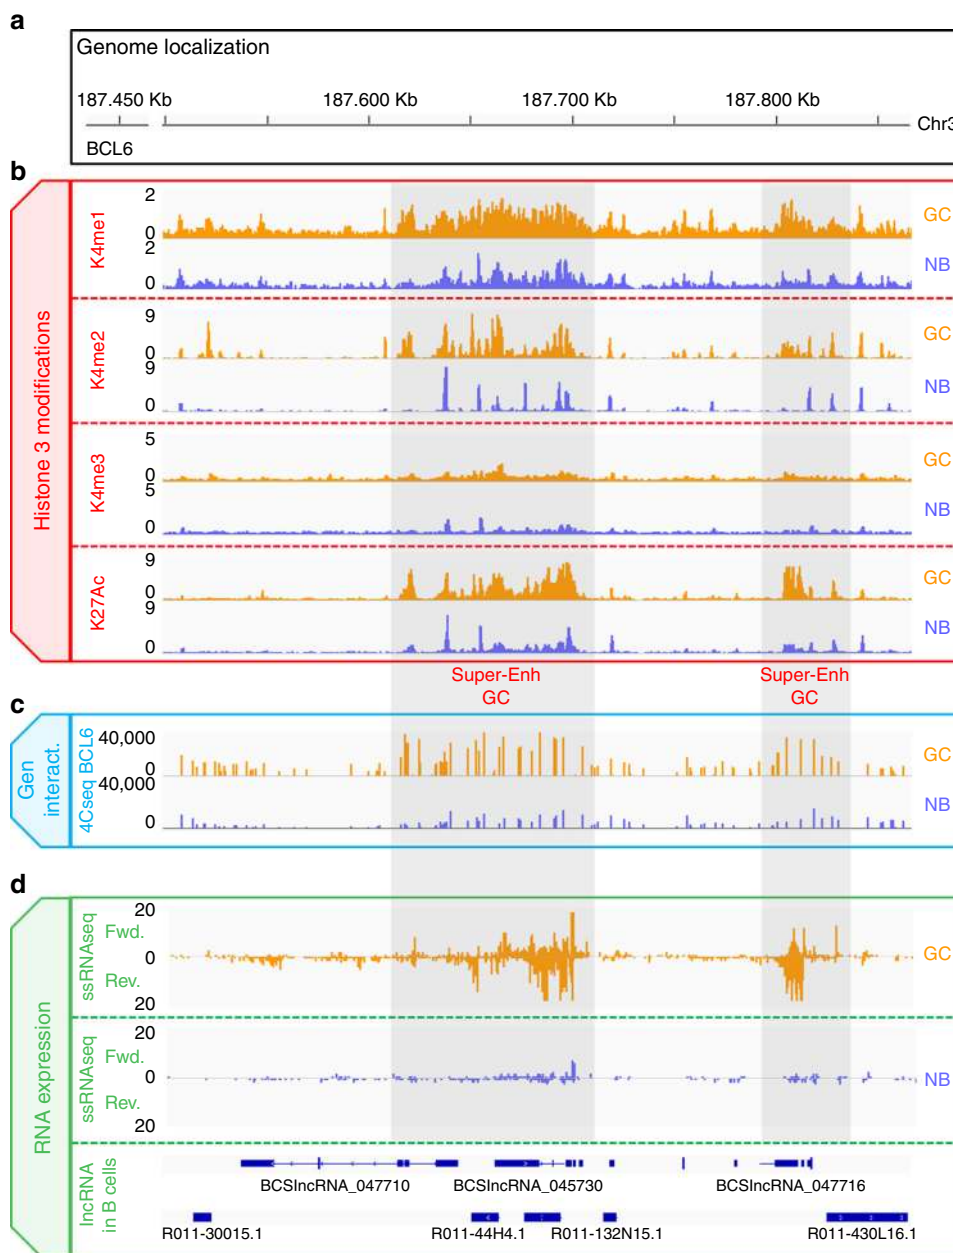 a
Genome localization
187.450 Kb
187.600 Kb
187.700 Kb
187.800 Kb
Chr3
BCL6
b
Histone 3 modifications
K4me1
2
0
GC
2
0
NB
K4me2
9
0
GC
9
0
NB
K4me3
5
0
GC
5
0
NB
K27Ac
9
0
GC
9
0
NB
Super-Enh
GC
Super-Enh
GC
c
Gen
interact.
4Cseq BCL6
40,000
0
GC
40,000
0
NB
d
RNA expression
ssRNAseq
Fwd.
Rev.
20
0
20
GC
ssRNAseq
Fwd.
Rev.
20
0
20
NB
lncRNA
in B cells
BCSlncRNA_047710
BCSlncRNA_045730
BCSlncRNA_047716
R011-30015.1
R011-44H4.1
R011-132N15.1
R011-430L16.1